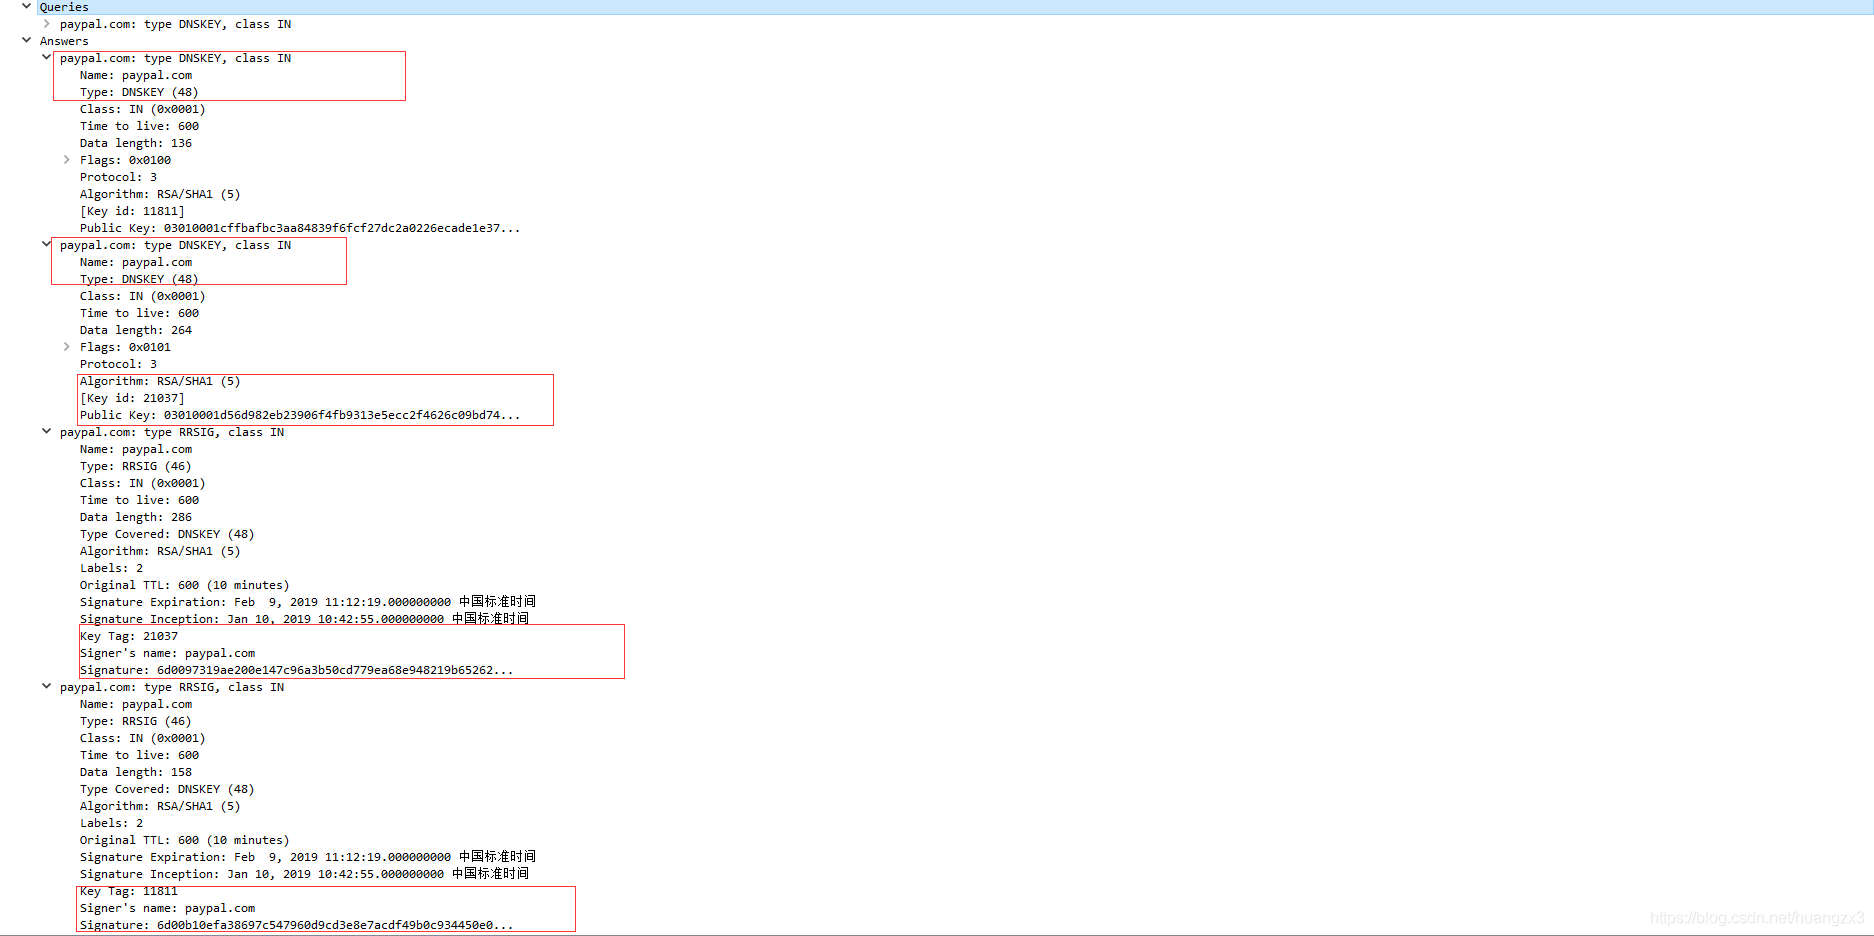 Queries
paypal.com: type DNSKEY, class IN
Answers
paypal.com: type DNSKEY, class IN
Name: paypal.com
Type: DNSKEY (48)
Class: IN (0x0001)
Time to live: 600
Data length: 136
Flags: 0x0100
Protocol: 3
Algorithm: RSA/SHA1 (5)
[Key id: 11811]
Public Key: 03010001cffbafbc3aa84839f6fcf27dc2a0226ecade1e37...
paypal.com: type DNSKEY, class IN
Name: paypal.com
Type: DNSKEY (48)
Class: IN (0x0001)
Time to live: 600
Data length: 264
Flags: 0x0101
Protocol: 3
Algorithm: RSA/SHA1 (5)
[Key id: 21037]
Public Key: 03010001d56d982eb23906f4fb9313e5ecc2f4626c09bd74...
paypal.com: type RRSIG, class IN
Name: paypal.com
Type: RRSIG (46)
Class: IN (0x0001)
Time to live: 600
Data length: 286
Type Covered: DNSKEY (48)
Algorithm: RSA/SHA1 (5)
Labels: 2
Original TTL: 600 (10 minutes)
Signature Expiration: Feb  9, 2019 11:12:19.000000000 中国标准时间
Signature Inception: Jan 10, 2019 10:42:55.000000000 中国标准时间
Key Tag: 21037
Signer's name: paypal.com
Signature: 6d0097319ae200e147c96a3b50cd779ea68e948219b65262...
paypal.com: type RRSIG, class IN
Name: paypal.com
Type: RRSIG (46)
Class: IN (0x0001)
Time to live: 600
Data length: 158
Type Covered: DNSKEY (48)
Algorithm: RSA/SHA1 (5)
Labels: 2
Original TTL: 600 (10 minutes)
Signature Expiration: Feb  9, 2019 11:12:19.000000000 中国标准时间
Signature Inception: Jan 10, 2019 10:42:55.000000000 中国标准时间
Key Tag: 11811
Signer's name: paypal.com
Signature: 6d00b10efa38697c547960d9cd3e8e7acdf49b0c934450e0...
https://blog.csdn.net/huangzx3